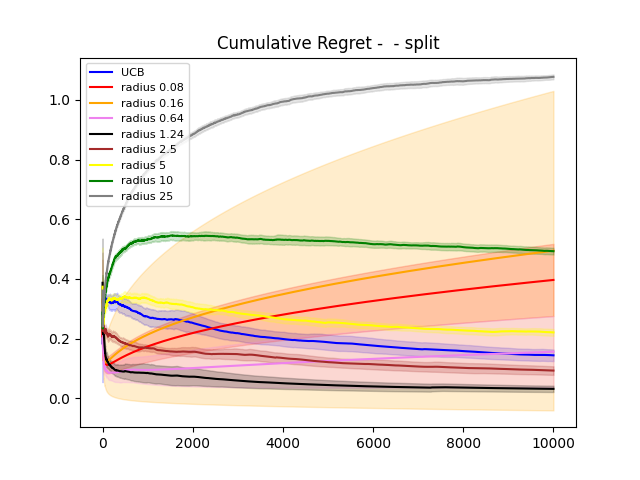 Cumulative Regret -  - split
UCB
radius 0.08
radius 0.16
radius 0.64
radius 1.24
radius 2.5
radius 5
radius 10
radius 25
1.0
0.8
0.6
0.4
0.2
0.0
0
2000
4000
6000
8000
10000